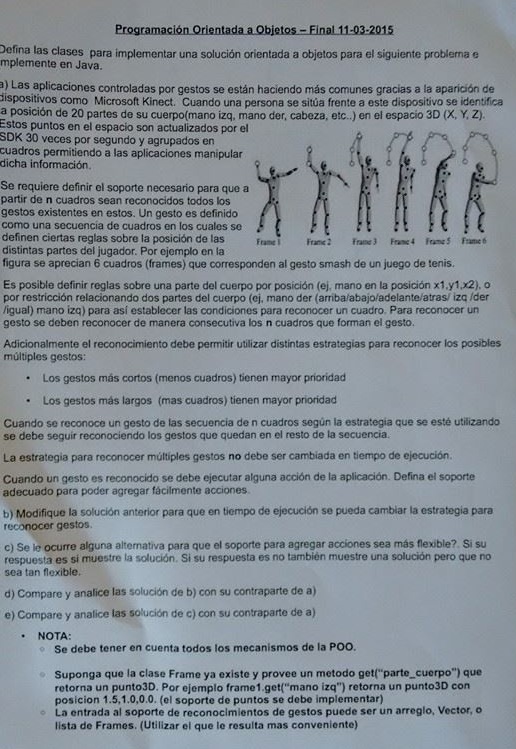 Programación Orientada a Objetos – Final 11-03-2015
Defina las clases para implementar una solución orientada a objetos para el siguiente problema e
implemente en Java.
a) Las aplicaciones controladas por gestos se están haciendo más comunes gracias a la aparición de
dispositivos como Microsoft Kinect. Cuando una persona se sitúa frente a este dispositivo se identifica
la posición de 20 partes de su cuerpo(mano izq, mano der, cabeza, etc..) en el espacio 3D (X, Y, Z).
Estos puntos en el espacio son actualizados por el
SDK 30 veces por segundo y agrupados en
cuadros permitiendo a las aplicaciones manipular
dicha información.
Se requiere definir el soporte necesario para que a
partir de n cuadros sean reconocidos todos los
gestos existentes en estos. Un gesto es definido
como una secuencia de cuadros en los cuales se
definen ciertas reglas sobre la posición de las
distintas partes del jugador. Por ejemplo en la
Frame 1 Frame 2 Frame 3 Frame 4 Frame 5 Frame 6
figura se aprecian 6 cuadros (frames) que corresponden al gesto smash de un juego de tenis.
Es posible definir reglas sobre una parte del cuerpo por posición (ej, mano en la posición x1,y1,x2), o
por restricción relacionando dos partes del cuerpo (ej, mano der (arriba/abajo/adelante/atras/ izq /der
/igual) mano izq) para así establecer las condiciones para reconocer un cuadro. Para reconocer un
gesto se deben reconocer de manera consecutiva los n cuadros que forman el gesto.
Adicionalmente el reconocimiento debe permitir utilizar distintas estrategias para reconocer los posibles
múltiples gestos:
• Los gestos más cortos (menos cuadros) tienen mayor prioridad
• Los gestos más largos (mas cuadros) tienen mayor prioridad
Cuando se reconoce un gesto de las secuencia de n cuadros según la estrategia que se esté utilizando
se debe seguir reconociendo los gestos que quedan en el resto de la secuencia.
La estrategia para reconocer múltiples gestos no debe ser cambiada en tiempo de ejecución.
Cuando un gesto es reconocido se debe ejecutar alguna acción de la aplicación. Defina el soporte
adecuado para poder agregar fácilmente acciones.
b) Modifique la solución anterior para que en tiempo de ejecución se pueda cambiar la estrategia para
reconocer gestos.
c) Se le ocurre alguna alternativa para que el soporte para agregar acciones sea más flexible?. Si su
respuesta es si muestre la solución. Si su respuesta es no también muestre una solución pero que no
sea tan flexible.
d) Compare y analice las solución de b) con su contraparte de a)
e) Compare y analice las solución de c) con su contraparte de a)
• NOTA:
◦ Se debe tener en cuenta todos los mecanismos de la POO.
◦ Suponga que la clase Frame ya existe y provee un metodo get("parte_cuerpo") que
retorna un punto3D. Por ejemplo frame1.get("mano izq") retorna un punto3D con
posicion 1.5,1.0,0.0. (el soporte de puntos se debe implementar)
◦ La entrada al soporte de reconocimientos de gestos puede ser un arreglo, Vector, o
lista de Frames. (Utilizar el que le resulta mas conveniente)